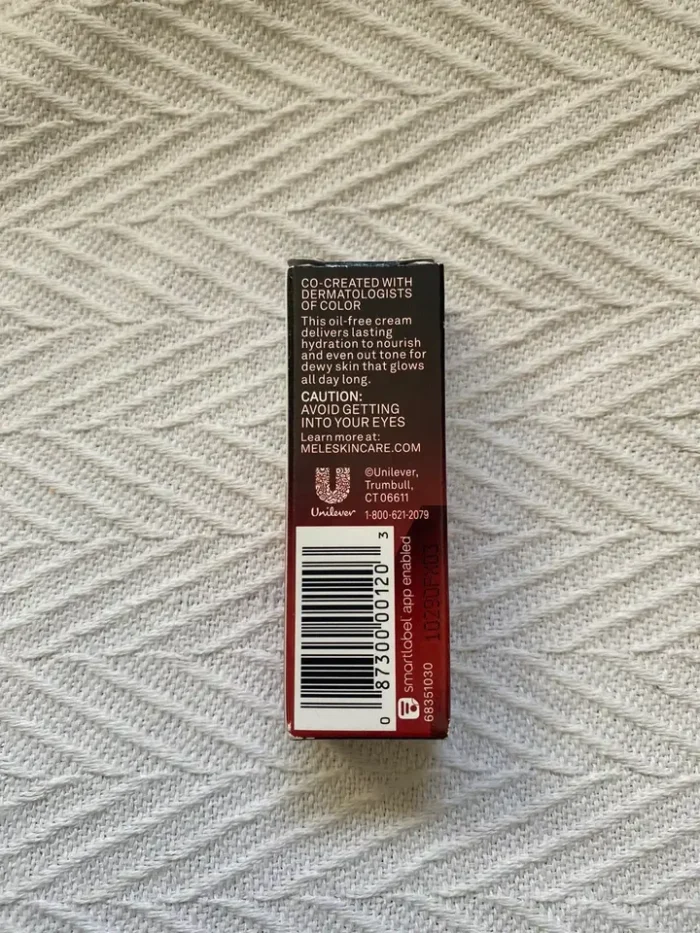 CO-CREATED WITH
DERMATOLOGISTS
OF COLOR
This oil-free cream
delivers lasting
hydration to nourish
and even out tone for
dewy skin that glows
all day long.
CAUTION:
AVOID GETTING
INTO YOUR EYES
Learn more at:
MELESKINCARE.COM
Unilever
©Unilever,
Trumbull,
CT 06611
1-800-621-2079
0 87300 00120 3
smartlabel app enabled
68351030